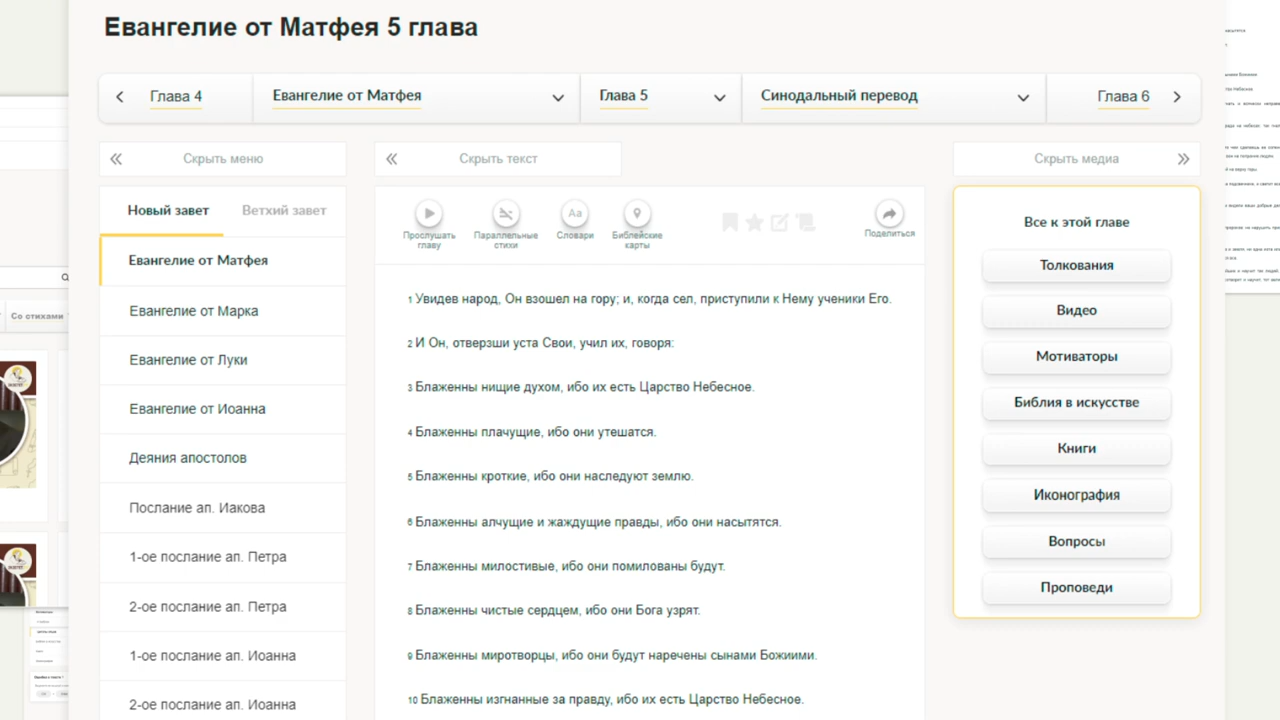 Евангелие от Матфея 5 глава
Глава 4
Евангелие от Матфея
Глава 5
Синодальный перевод
Глава 6
Скрыть меню
Скрыть текст
Скрыть медиа
Новый завет
Ветхий завет
Евангелие от Матфея
Евангелие от Марка
Евангелие от Луки
Евангелие от Иоанна
Деяния апостолов
Послание ап. Иакова
1-ое послание ап. Петра
2-ое послание ап. Петра
1-ое послание ап. Иоанна
2-ое послание ап. Иоанна
Прослушать
главу
Параллельные
стихи
Aa
Словари
Библейские
карты
Поделиться
1 Увидев народ, Он взошел на гору; и, когда сел, приступили к Нему ученики Его.
2 И Он, отверзши уста Свои, учил их, говоря:
3 Блаженны нищие духом, ибо их есть Царство Небесное.
4 Блаженны плачущие, ибо они утешатся.
5 Блаженны кроткие, ибо они наследуют землю.
6 Блаженны алчущие и жаждущие правды, ибо они насытятся.
7 Блаженны милостивые, ибо они помилованы будут.
8 Блаженны чистые сердцем, ибо они Бога узрят.
9 Блаженны миротворцы, ибо они будут наречены сынами Божиими.
10 Блаженны изгнанные за правду, ибо их есть Царство Небесное.
Все к этой главе
Толкования
Видео
Мотиваторы
Библия в искусстве
Книги
Иконография
Вопросы
Проповеди
Со стихами